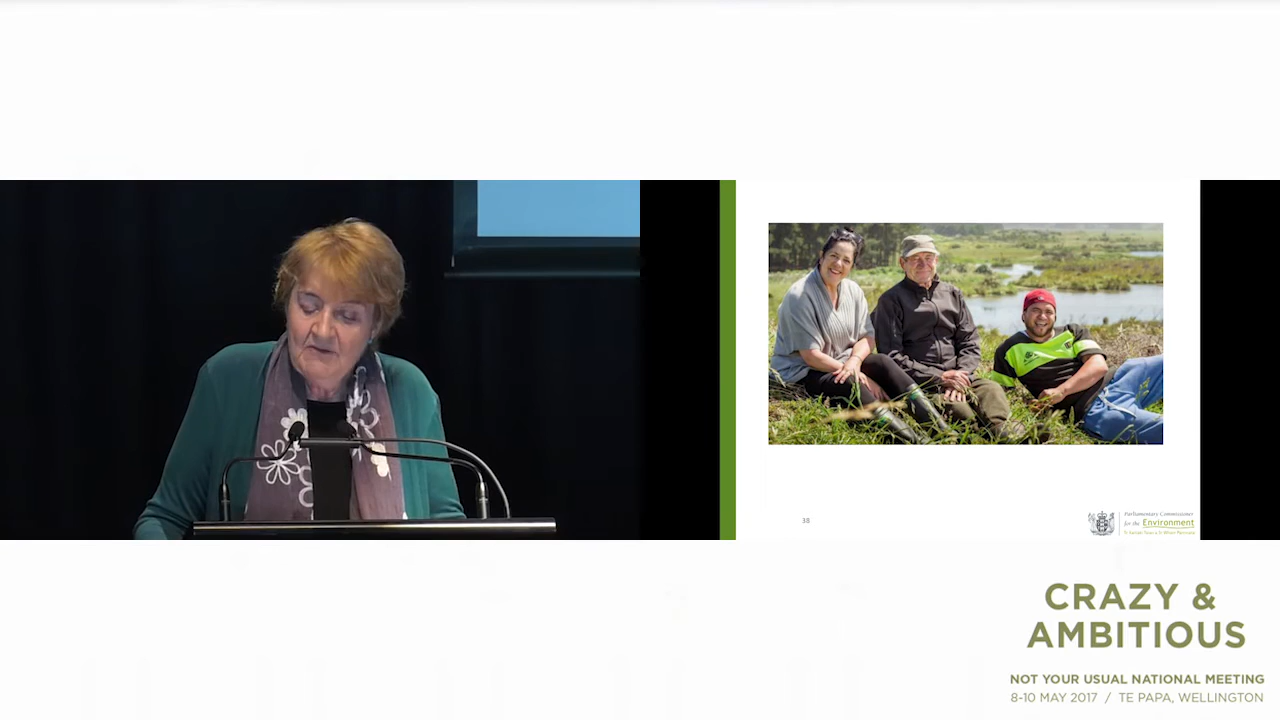 38
Parliamentary Commissioner
for the Environment
CRAZY &
AMBITIOUS
NOT YOUR USUAL NATIONAL MEETING
8-10 MAY 2017 / TE PAPA, WELLINGTON